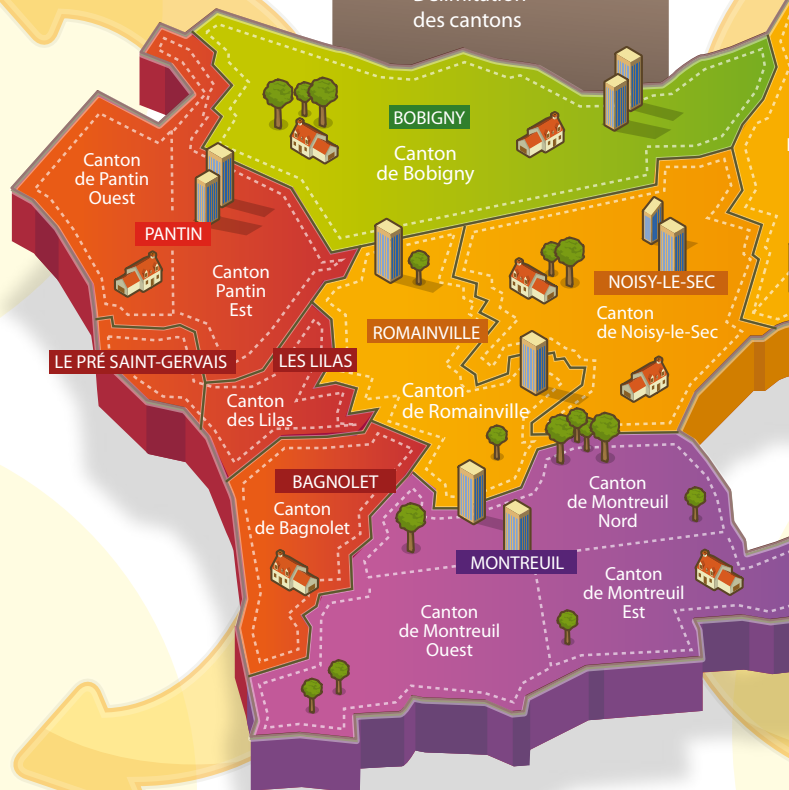 des cantons
BOBIGNY
Canton
de Bobigny
Canton
de Pantin
Ouest
PANTIN
Canton
Pantin
Est
NOISY-LE-SEC
Canton
de Noisy-le-Sec
ROMAINVILLE
LE PRÉ SAINT-GERVAIS
LES LILAS
Canton
des Lilas
Canton
de Romainville
BAGNOLET
Canton
de Bagnolet
Canton
de Montreuil
Nord
MONTREUIL
Canton
de Montreuil
Est
Canton
de Montreuil
Ouest